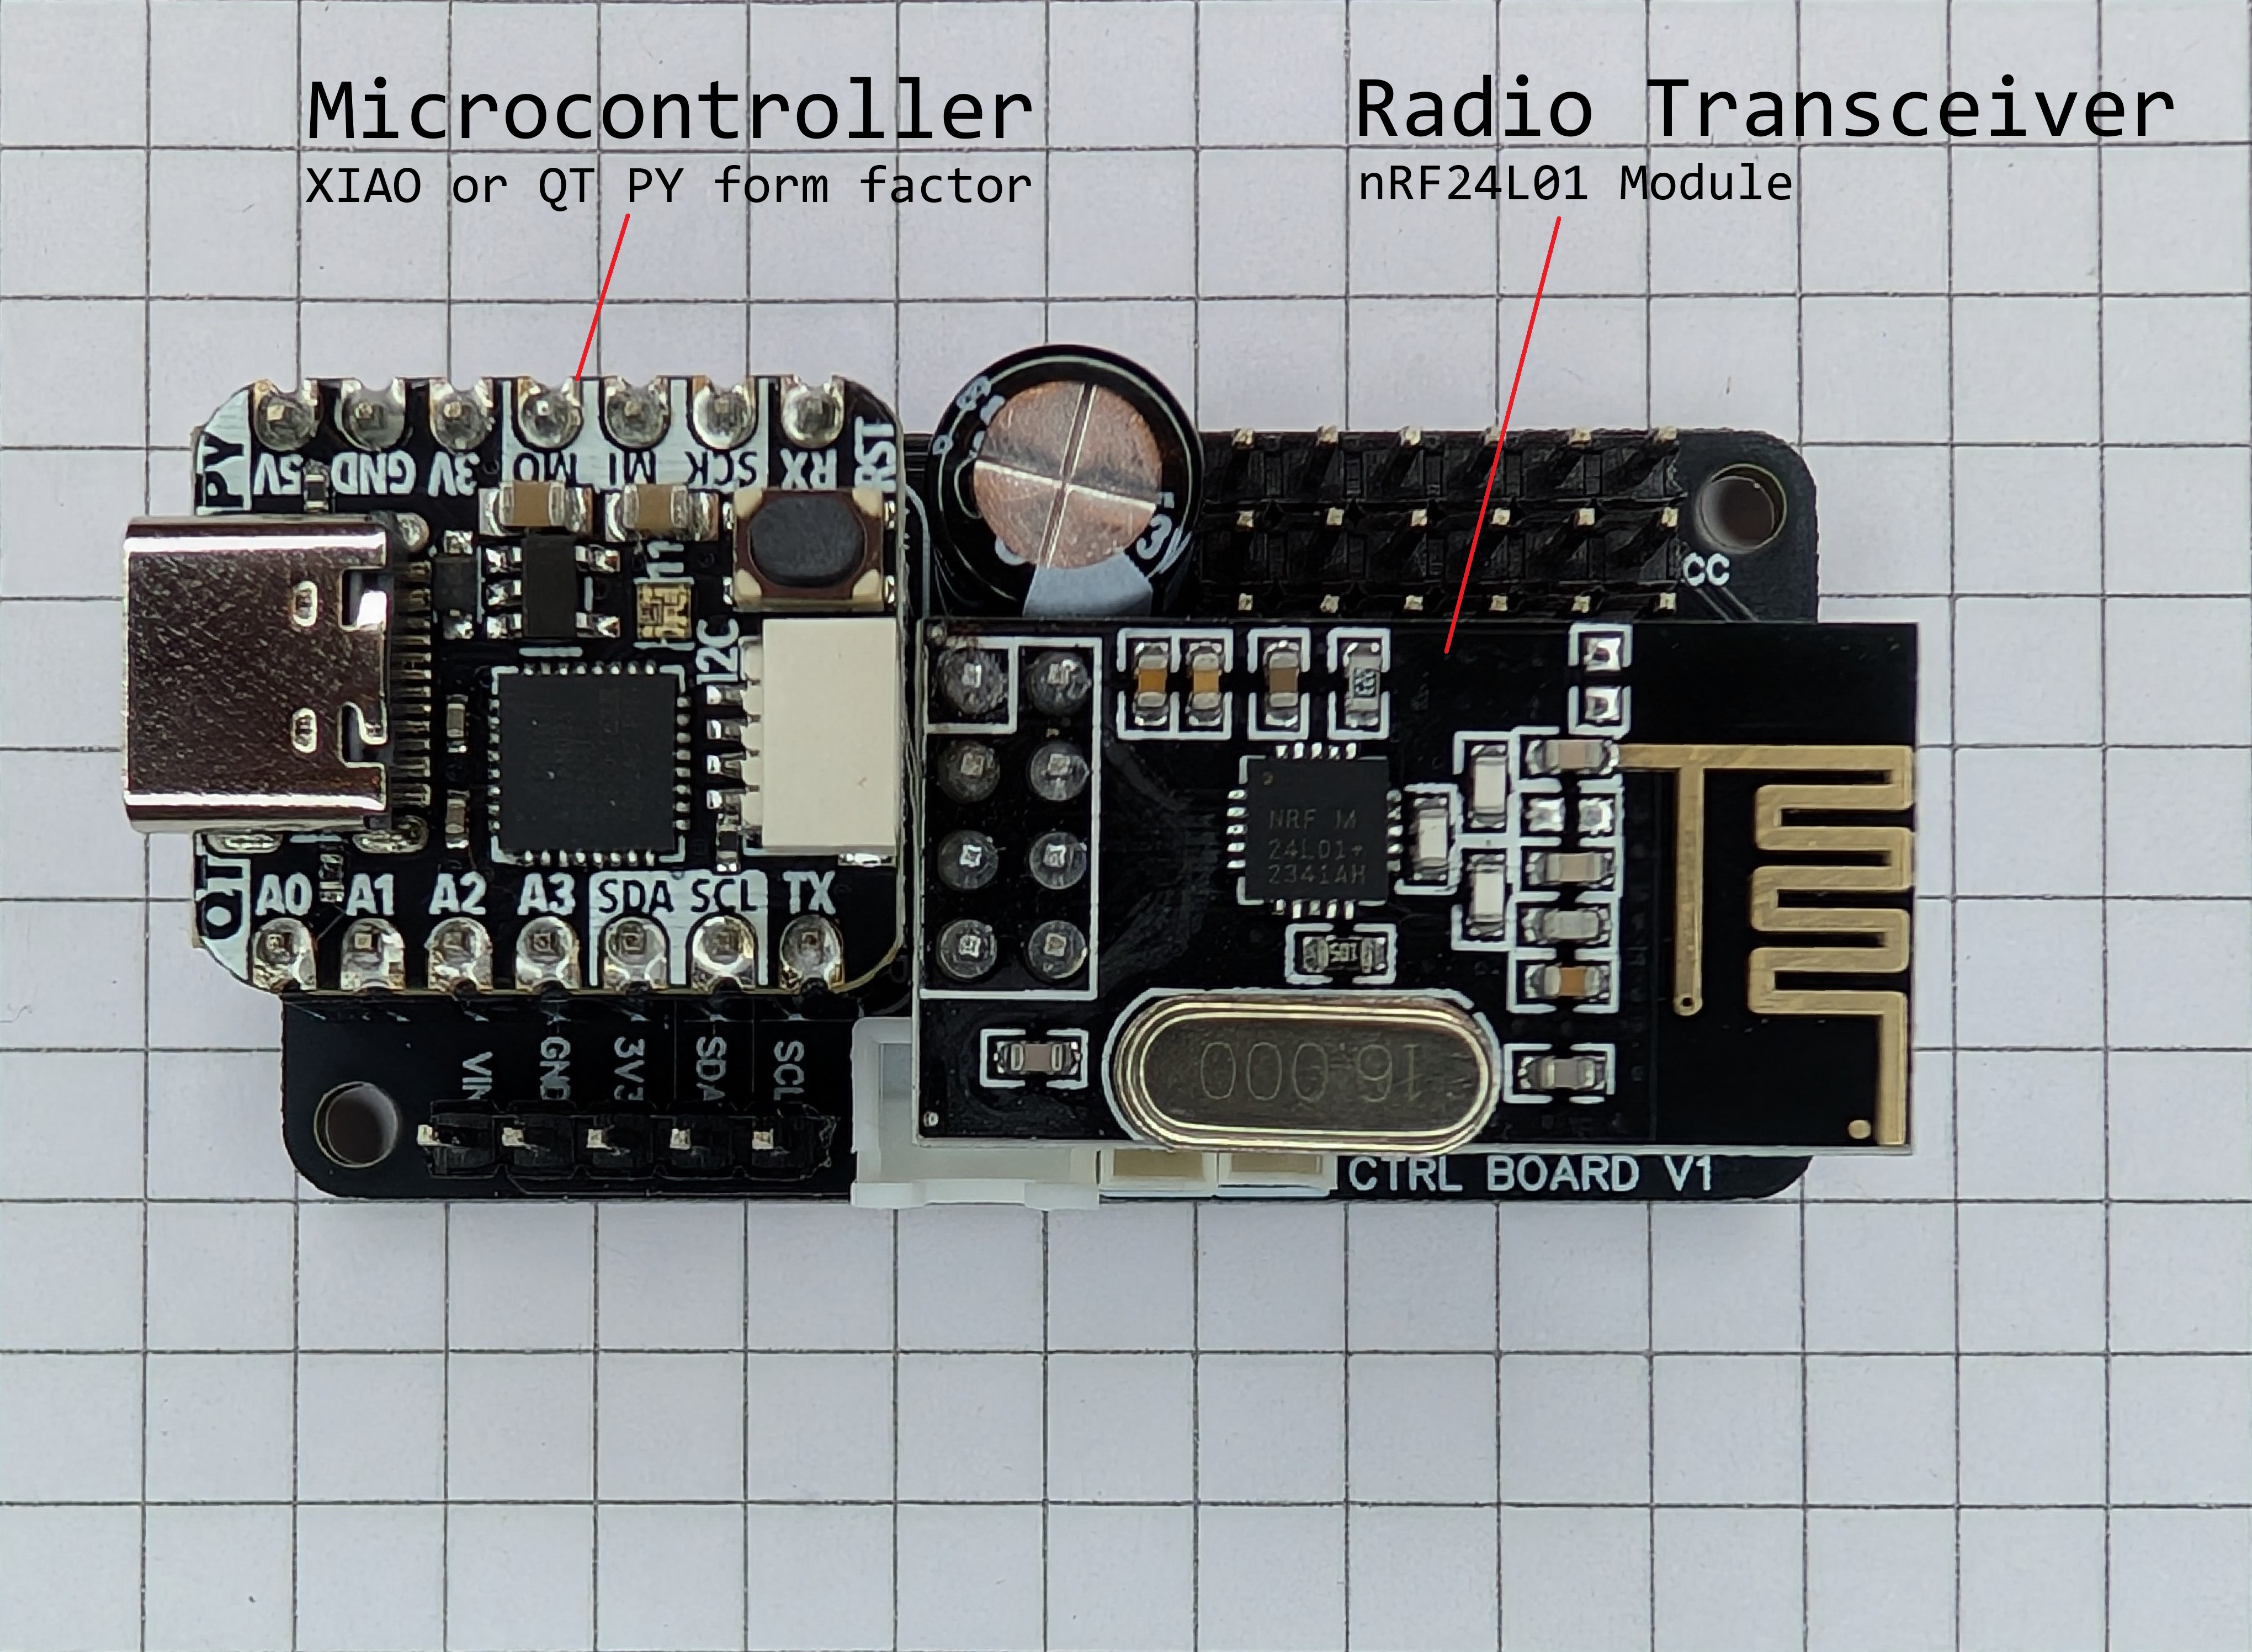 Microcontroller
XIAO or QT PY form factor
Radio Transceiver
nRF24L01 Module
PY
5V GND 3V MO MI SCK RX
RST
CC
I2C
QT
A0 A1 A2 A3 SDA SCL TX
NRF M
24L01+
2341AH
16.000
VIN GND 3V3 SDA SCL
CTRL BOARD V1